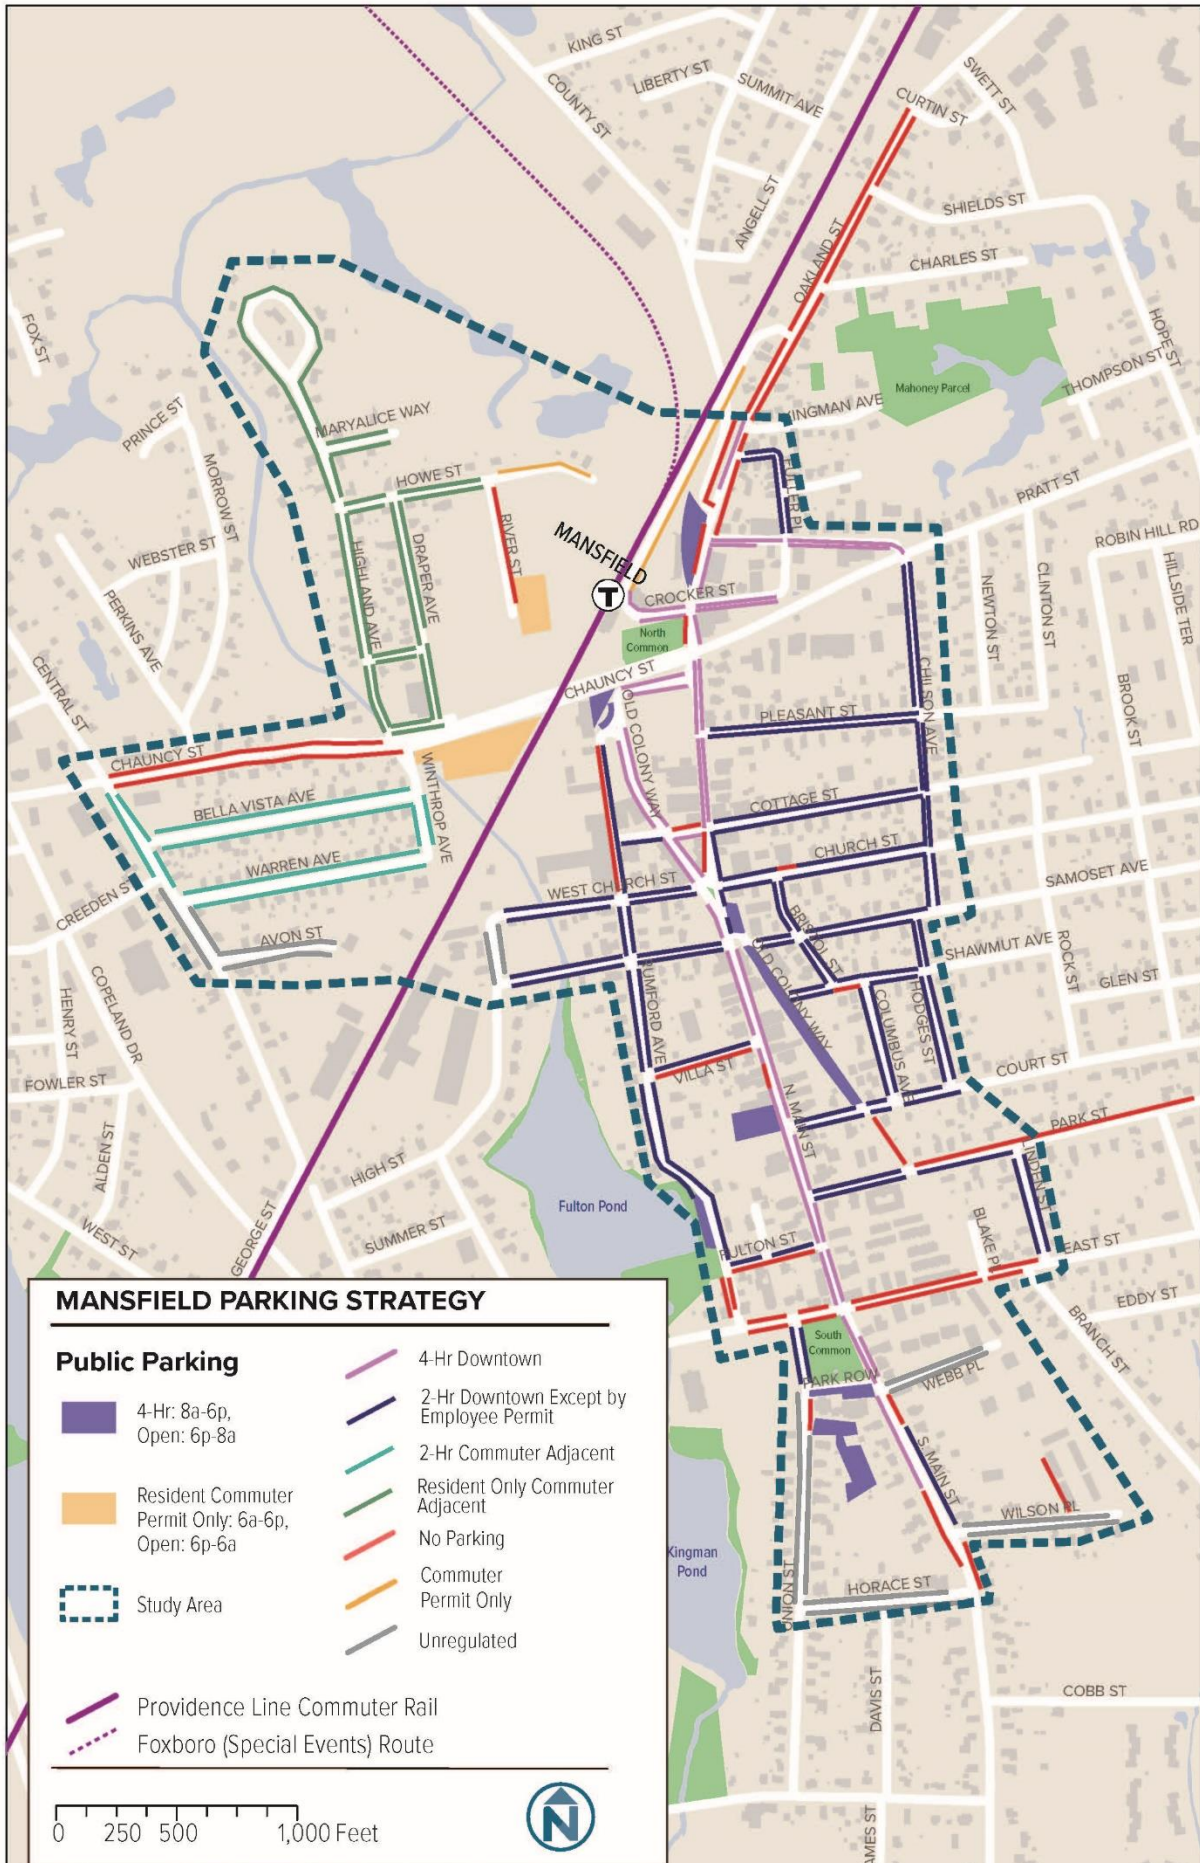 KING ST
SWETT ST
LIBERTY ST
SUMMIT AVE
COUNTY ST
CURTIN ST
ANGELL ST
SHIELDS ST
OAKLAND ST
CHARLES ST
FOX ST
HOPE ST
THOMPSON ST
Mahoney Parcel
PRINCE ST
MARYALICE WAY
KINGMAN AVE
MORROW ST
HOWE ST
FULLER PL
PRATT ST
RIVER ST
MANSFIELD
ROBIN HILL RD
WEBSTER ST
HIGHLAND AVE
DRAPER AVE
HILLSIDE TER
PERKINS AVE
T
CROCKER ST
NEWTON ST
CLINTON ST
North
Common
CENTRAL ST
CHAUNCY ST
CHILSON AVE
BROOK ST
OLD COLONY WAY
PLEASANT ST
CHAUNCY ST
WINTHROP AVE
BELLA VISTA AVE
COTTAGE ST
CHURCH ST
WARREN AVE
WEST CHURCH ST
SAMOSET AVE
CREEDEN ST
AVON ST
BRISTOL ST
OLD COLONY WAY
ROCK ST
SHAWMUT AVE
COPELAND DR
HENRY ST
RUMFORD AVE
HODGES ST
GLEN ST
COLUMBUS AVE
FOWLER ST
VILLA ST
COURT ST
N. MAIN ST
PARK ST
ALDEN ST
HIGH ST
LINDEN ST
Fulton Pond
BLAKE PL
WEST ST
SUMMER ST
GEORGE ST
FULTON ST
EAST ST
EDDY ST
BRANCH ST
South
Common
PARK ROW
WEBB PL
S. MAIN ST
WILSON PL
Kingman
Pond
UNION ST
HORACE ST
DAVIS ST
COBB ST
JAMES ST
MANSFIELD PARKING STRATEGY
Public Parking
4-Hr: 8a-6p,
Open: 6p-8a
Resident Commuter
Permit Only: 6a-6p,
Open: 6p-6a
Study Area
4-Hr Downtown
2-Hr Downtown Except by
Employee Permit
2-Hr Commuter Adjacent
Resident Only Commuter
Adjacent
No Parking
Commuter
Permit Only
Unregulated
Providence Line Commuter Rail
Foxboro (Special Events) Route
0 250 500 1,000 Feet
N